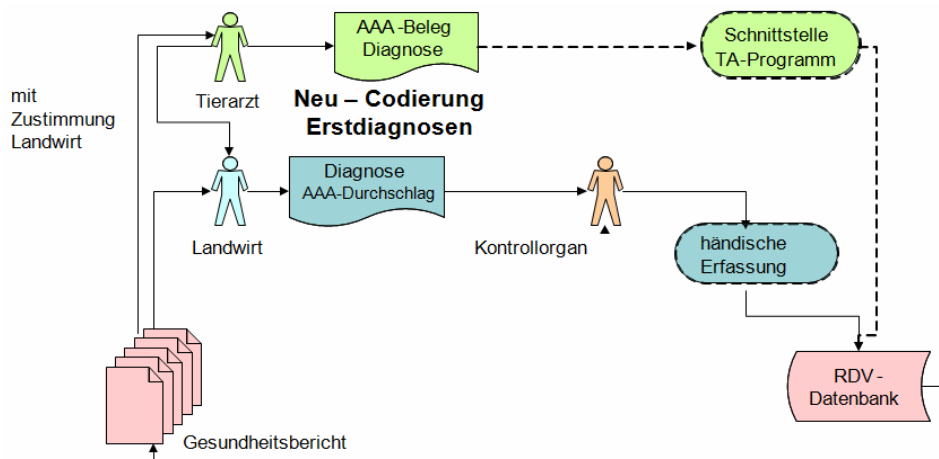 AAA -Beleg
Diagnose
Schnittstelle
TA-Programm
mit
Zustimmung
Landwirt
Tierarzt
Neu – Codierung
Erstdiagnosen
Diagnose
AAA-Durchschlag
Landwirt
Kontrollorgan
händische
Erfassung
RDV -
Datenbank
Gesundheitsbericht